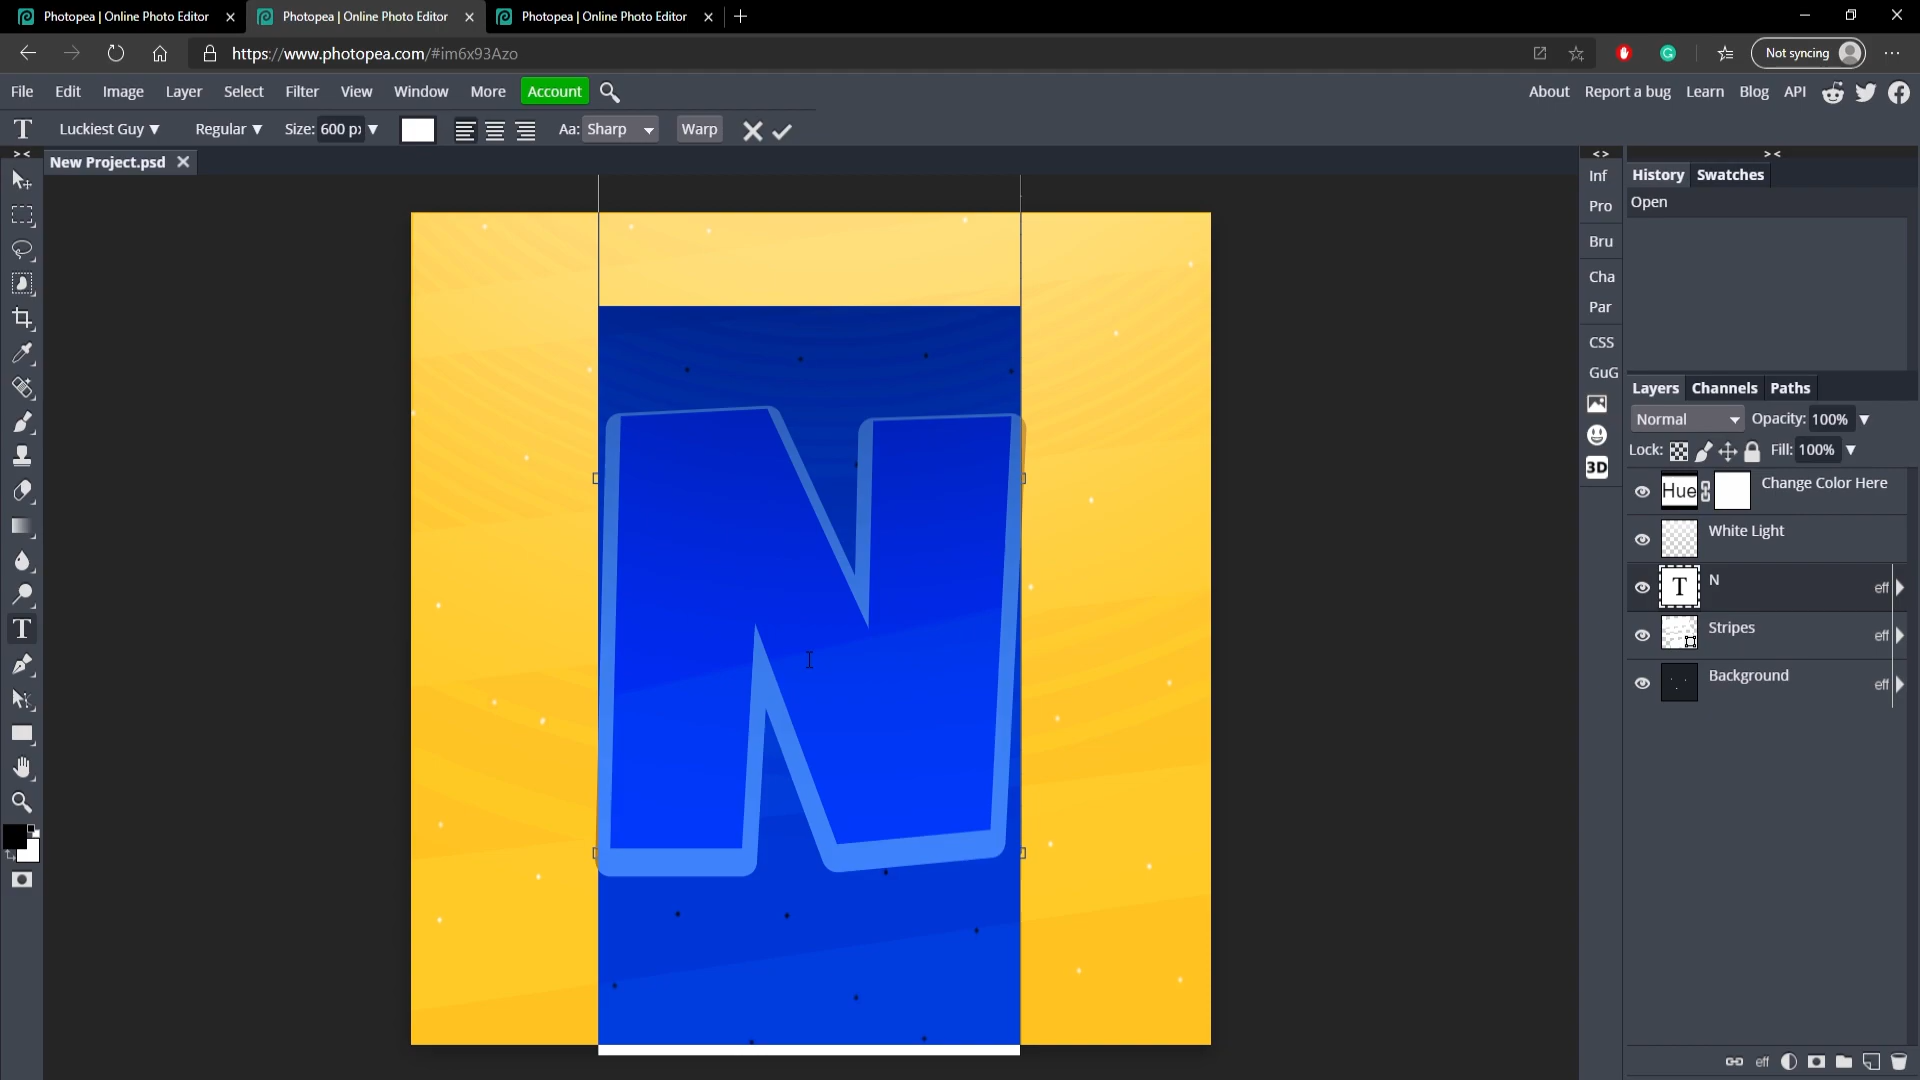 Photopea | Online Photo Editor
Photopea | Online Photo Editor
Photopea | Online Photo Editor
https://www.photopea.com/#im6x93Azo
Not syncing
File Edit Image Layer Select Filter View Window More Account
About Report a bug Learn Blog API
T Luckiest Guy Regular Size: 600 p Aa: Sharp Warp
New Project.psd
Inf
Pro
Bru
Cha
Par
CSS
GuG
3D
History Swatches
Open
Layers Channels Paths
Normal Opacity: 100%
Lock: Fill: 100%
Hue Change Color Here
White Light
T N eff
Stripes eff
Background eff
N
T
eff